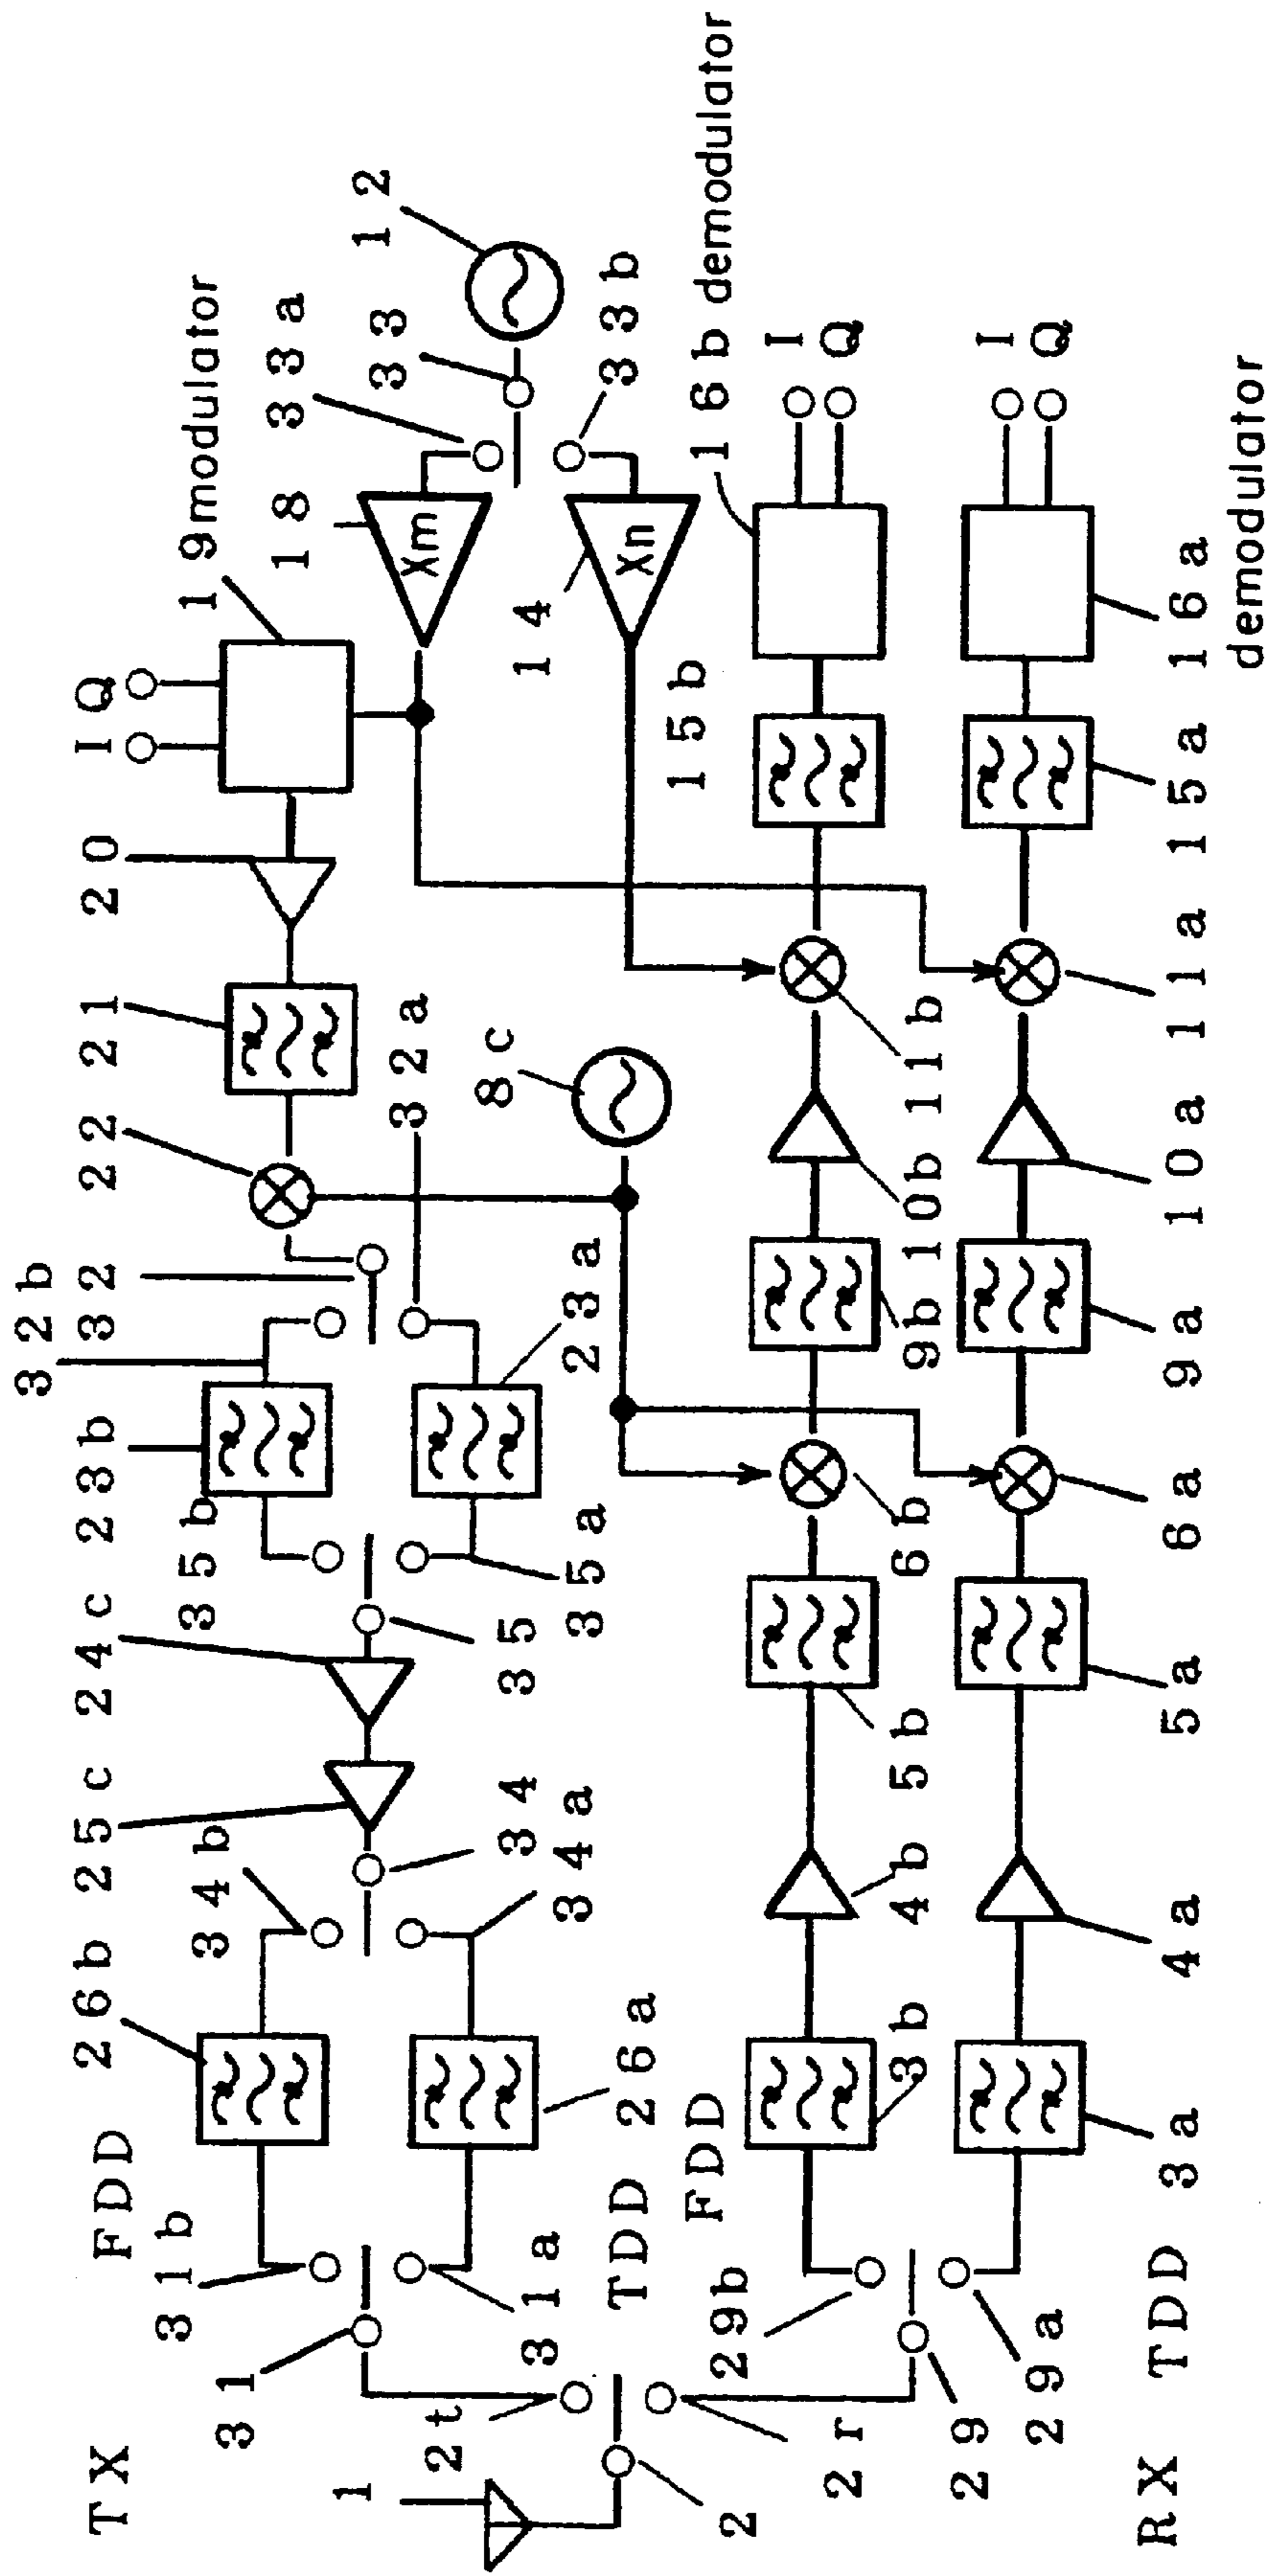 32b
TX
FDD
26b
25c
24c
23b
32
22
21
20
I Q
31
31b
34b
35b
19modulator
18
33a
33
12
1
2t
31a
34
35
32a
34a
35a
23a
8c
14
33b
2
TDD
26a
FDD
15b
16b demodulator
29b
I
Q
2r
3b
4b
5b
6b
9b
10b
11b
29
29a
I
Q
RX
TDD
3a
4a
5a
6a
9a
10a
11a
15a
16a
demodulator
Xm
Xn